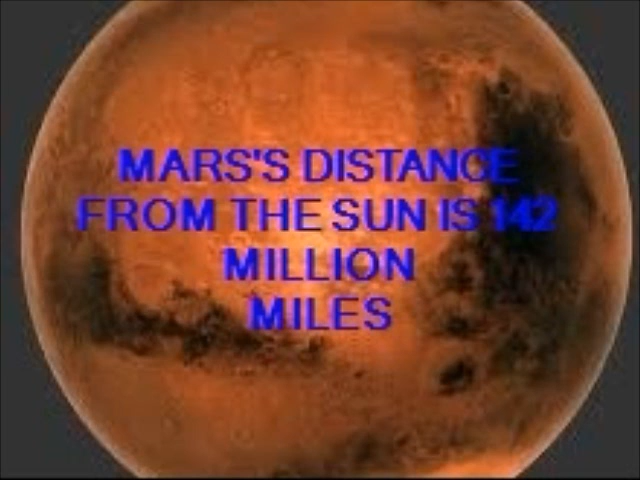 MARS'S DISTANCE
FROM THE SUN IS 142
MILLION
MILES